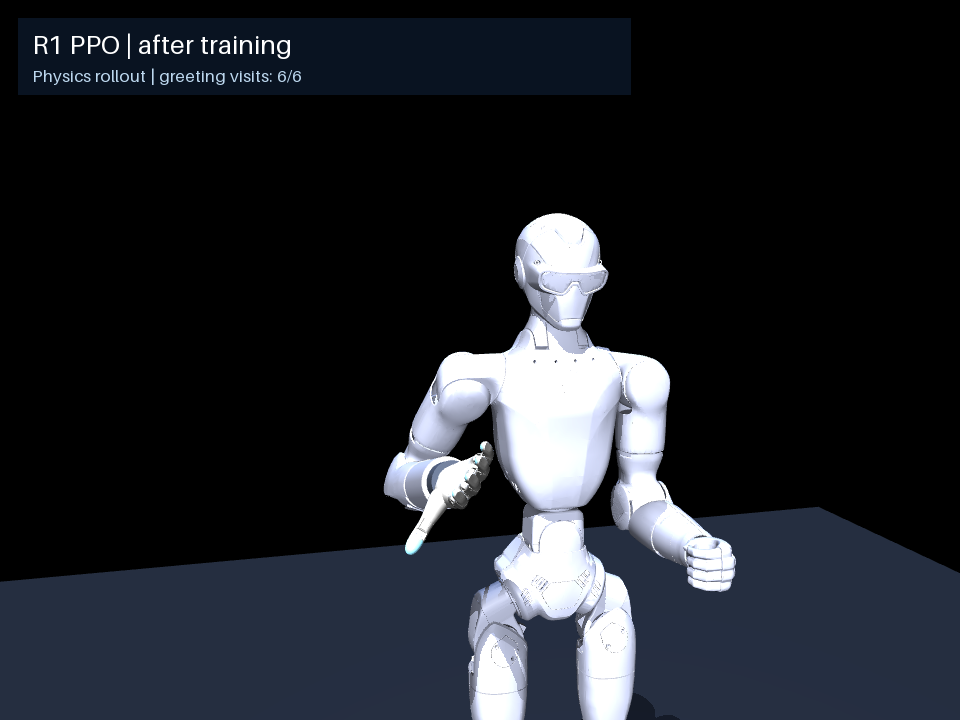 R1 PPO | after training
Physics rollout | greeting visits: 6/6